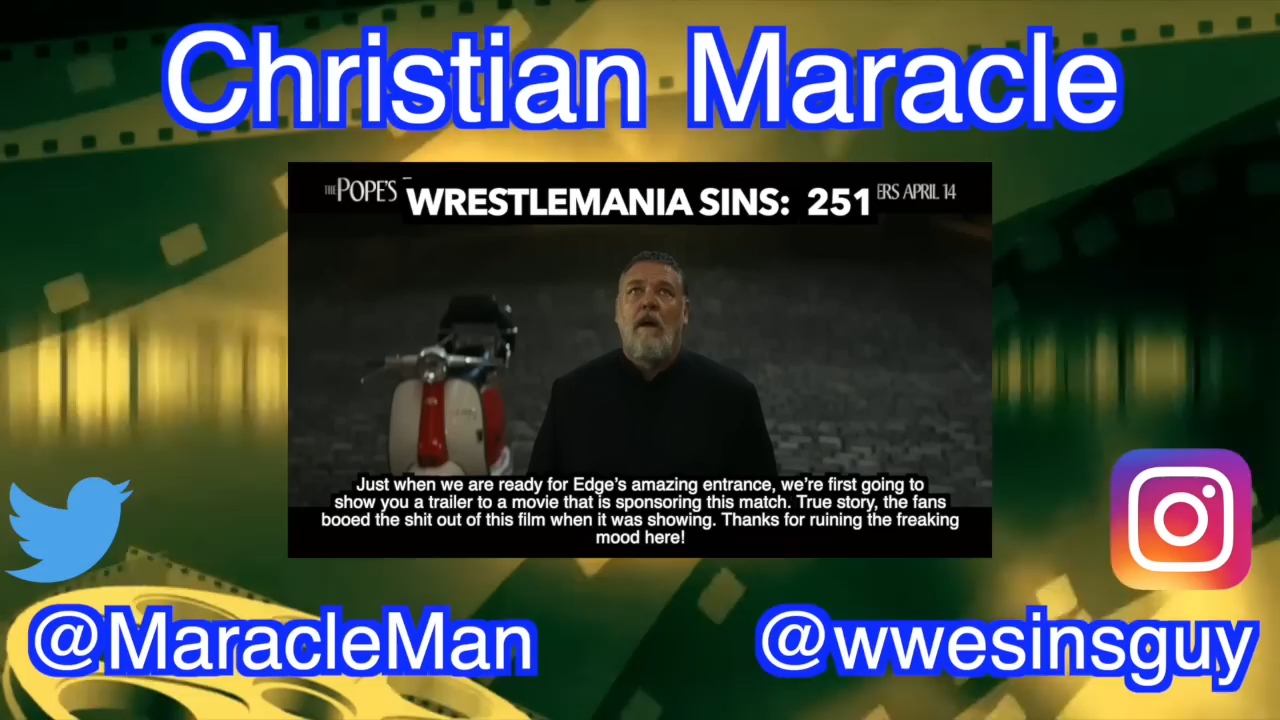 Christian Maracle
THE POPE'S
WRESTLEMANIA SINS: 251
ERS APRIL 14
Just when we are ready for Edge's amazing entrance, we're first going to
show you a trailer to a movie that is sponsoring this match. True story, the fans
booed the shit out of this film when it was showing. Thanks for ruining the freaking
mood here!
@MaracleMan
@wwesinsguy